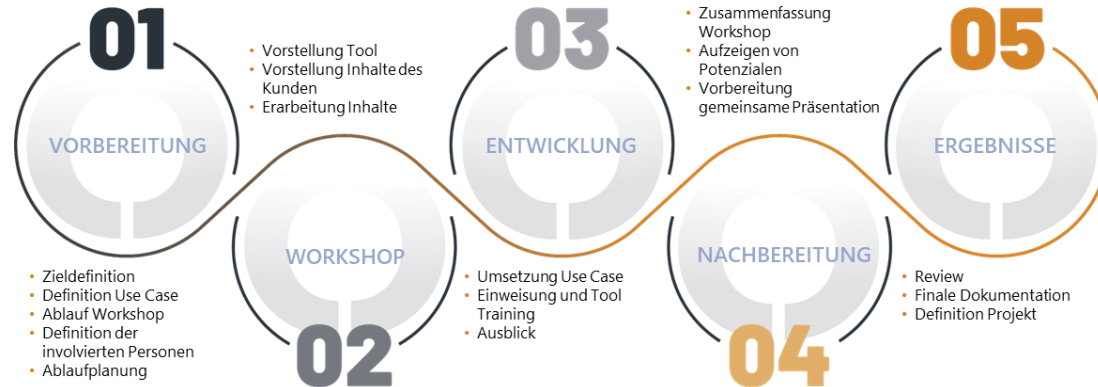 01
VORBEREITUNG
• Zieldefinition
• Definition Use Case
• Ablauf Workshop
• Definition der
involvierten Personen
• Ablaufplanung
• Vorstellung Tool
• Vorstellung Inhalte des
Kunden
• Erarbeitung Inhalte
WORKSHOP
02
03
ENTWICKLUNG
• Umsetzung Use Case
• Einweisung und Tool
Training
• Ausblick
• Zusammenfassung
Workshop
• Aufzeigen von
Potenzialen
• Vorbereitung
gemeinsame Präsentation
NACHBEREITUNG
04
05
ERGEBNISSE
• Review
• Finale Dokumentation
• Definition Projekt